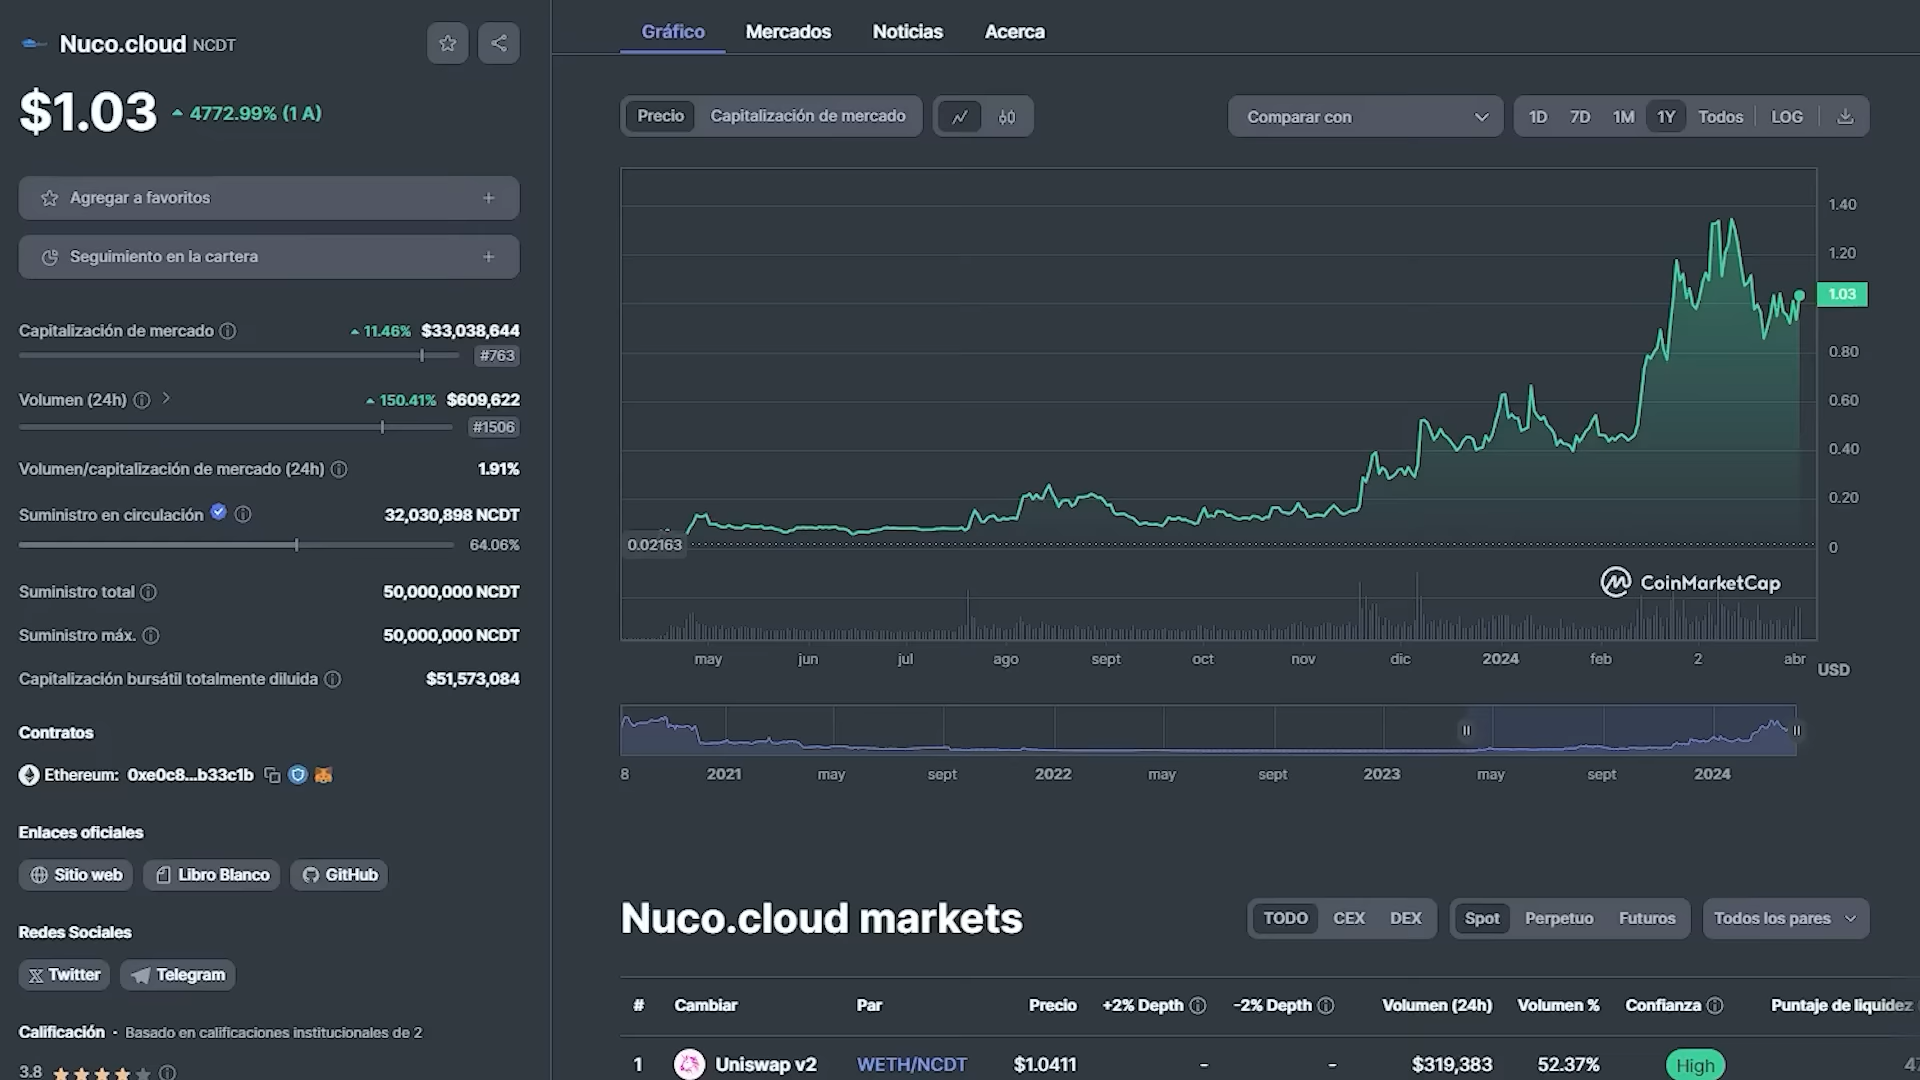 Nuco.cloud NCDT
$1.03 4772.99% (1 A)
Agregar a favoritos
Seguimiento en la cartera
Capitalización de mercado 11.46% $33,038,644
#763
Volumen (24h) 150.41% $609,622
#1506
Volumen/capitalización de mercado (24h) 1.91%
Suministro en circulación 32,030,898 NCDT
64.06%
Suministro total 50,000,000 NCDT
Suministro máx. 50,000,000 NCDT
Capitalización bursátil totalmente diluida $51,573,084
Contratos
Ethereum: 0xe0c8...b33c1b
Enlaces oficiales
Sitio web Libro Blanco GitHub
Redes Sociales
Twitter Telegram
Calificación · Basado en calificaciones institucionales de 2
3.8
Gráfico Mercados Noticias Acerca
Precio Capitalización de mercado
Comparar con
1D 7D 1M 1Y Todos LOG
1.40
1.20
1.03
0.80
0.60
0.40
0.20
0.02163
0
CoinMarketCap
may jun jul ago sept oct nov dic 2024 feb 2 abr
USD
8 2021 may sept 2022 may sept 2023 may sept 2024
Nuco.cloud markets
TODO CEX DEX
Spot Perpetuo Futuros
Todos los pares
# Cambiar Par Precio +2% Depth -2% Depth Volumen (24h) Volumen % Confianza Puntaje de liquidez
1 Uniswap v2 WETH/NCDT $1.0411 - - $319,383 52.37% High